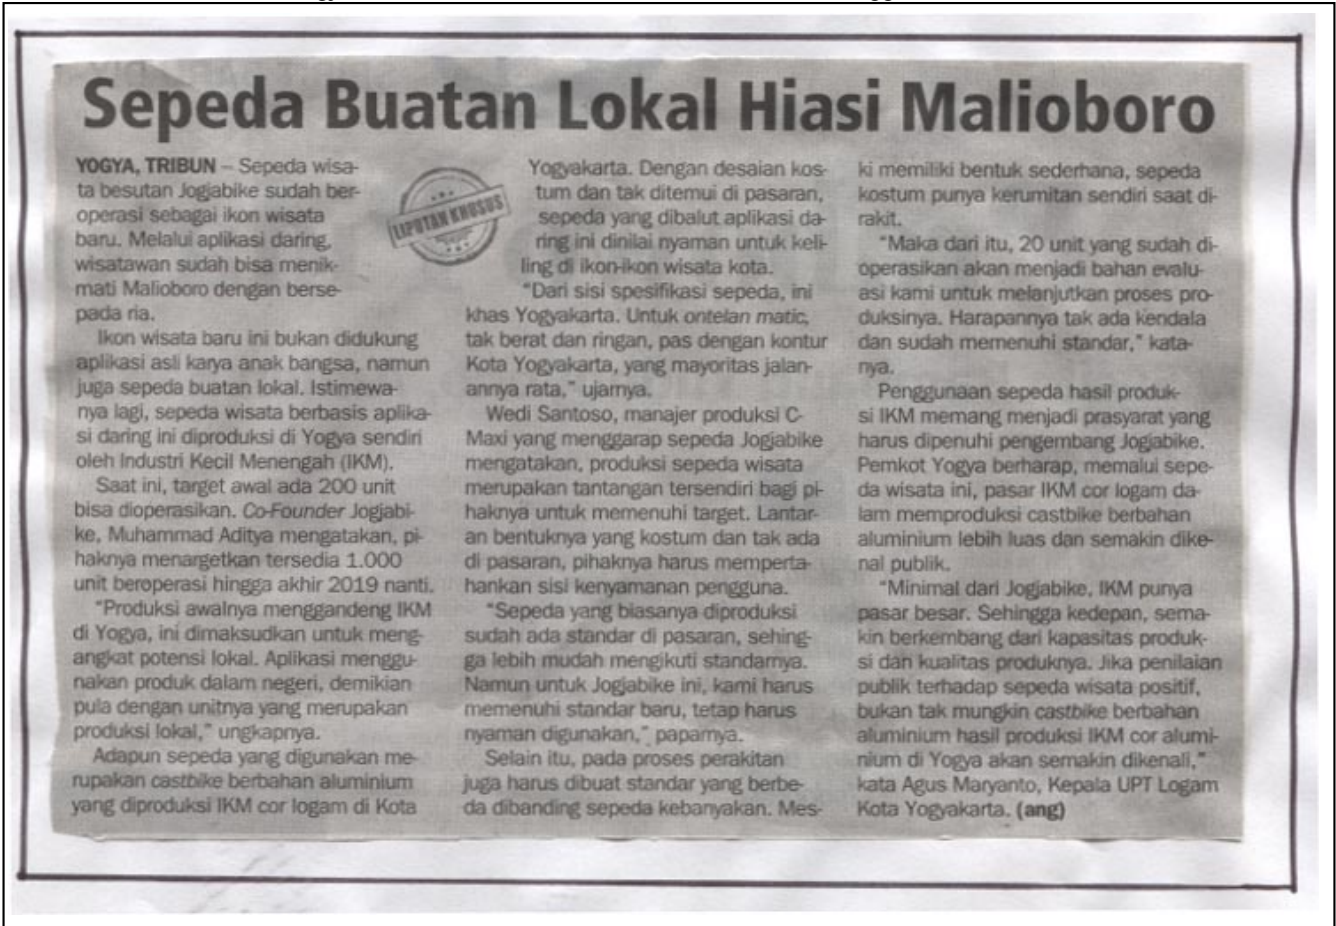 Sepeda Buatan Lokal Hiasi Malioboro
YOGYA, TRIBUN – Sepeda wisa-
ta besutan Jogjabike sudah ber-
operasi sebagai ikon wisata
baru. Melalui aplikasi daring,
wisatawan sudah bisa menik-
mati Malioboro dengan berse-
pada ria.
Ikon wisata baru ini bukan didukung
aplikasi asli karya anak bangsa, namun
juga sepeda buatan lokal. Istimewa-
nya lagi, sepeda wisata berbasis aplika-
si daring ini diproduksi di Yogya sendiri
oleh Industri Kecil Menengah (IKM).
Saat ini, target awal ada 200 unit
bisa dioperasikan. Co-Founder Jogjabi-
ke, Muhammad Aditya mengatakan, pi-
haknya menargetkan tersedia 1.000
unit beroperasi hingga akhir 2019 nanti.
"Produksi awalnya menggandeng IKM
di Yogya, ini dimaksudkan untuk meng-
angkat potensi lokal. Aplikasi menggu-
nakan produk dalam negeri, demikian
pula dengan unitnya yang merupakan
produksi lokal," ungkapnya.
Adapun sepeda yang digunakan me-
rupakan castbike berbahan aluminium
yang diproduksi IKM cor logam di Kota
LIPUTAN KHUSUS
Yogyakarta. Dengan desaian kos-
tum dan tak ditemui di pasaran,
sepeda yang dibalut aplikasi da-
ring ini dinilai nyaman untuk keli-
ling di ikon-ikon wisata kota.
"Dari sisi spesifikasi sepeda, ini
khas Yogyakarta. Untuk ontelan matic,
tak berat dan ringan, pas dengan kontur
Kota Yogyakarta, yang mayoritas jalan-
annya rata," ujarnya.
Wedi Santoso, manajer produksi C-
Maxi yang menggarap sepeda Jogjabike
mengatakan, produksi sepeda wisata
merupakan tantangan tersendiri bagi pi-
haknya untuk memenuhi target. Lantar-
an bentuknya yang kostum dan tak ada
di pasaran, pihaknya harus memperta-
hankan sisi kenyamanan pengguna.
"Sepeda yang biasanya diproduksi
sudah ada standar di pasaran, sehing-
ga lebih mudah mengikuti standarnya.
Namun untuk Jogjabike ini, kami harus
memenuhi standar baru, tetap harus
nyaman digunakan," paparnya.
Selain itu, pada proses perakitan
juga harus dibuat standar yang berbe-
da dibanding sepeda kebanyakan. Mes-
ki memiliki bentuk sederhana, sepeda
kostum punya kerumitan sendiri saat di-
rakit.
"Maka dari itu, 20 unit yang sudah di-
operasikan akan menjadi bahan evalu-
asi kami untuk melanjutkan proses pro-
duksinya. Harapannya tak ada kendala
dan sudah memenuhi standar," kata-
nya.
Penggunaan sepeda hasil produk-
si IKM memang menjadi prasyarat yang
harus dipenuhi pengembang Jogjabike.
Pemkot Yogya berharap, memalui sepe-
da wisata ini, pasar IKM cor logam da-
lam memproduksi castbike berbahan
aluminium lebih luas dan semakin dike-
nal publik.
"Minimal dari Jogjabike, IKM punya
pasar besar. Sehingga kedepan, sema-
kin berkembang dari kapasitas produk-
si dan kualitas produknya. Jika penilaian
publik terhadap sepeda wisata positif,
bukan tak mungkin castbike berbahan
aluminium hasil produksi IKM cor alumi-
nium di Yogya akan semakin dikenali,"
kata Agus Maryanto, Kepala UPT Logam
Kota Yogyakarta. (ang)